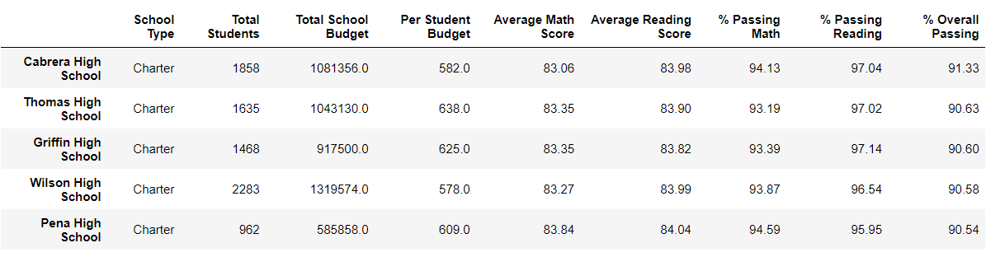 School Type Total Students Total School Budget Per Student Budget Average Math Score Average Reading Score % Passing Math % Passing Reading % Overall Passing
Cabrera High School Charter 1858 1081356.0 582.0 83.06 83.98 94.13 97.04 91.33
Thomas High School Charter 1635 1043130.0 638.0 83.35 83.90 93.19 97.02 90.63
Griffin High School Charter 1468 917500.0 625.0 83.35 83.82 93.39 97.14 90.60
Wilson High School Charter 2283 1319574.0 578.0 83.27 83.99 93.87 96.54 90.58
Pena High School Charter 962 585858.0 609.0 83.84 84.04 94.59 95.95 90.54